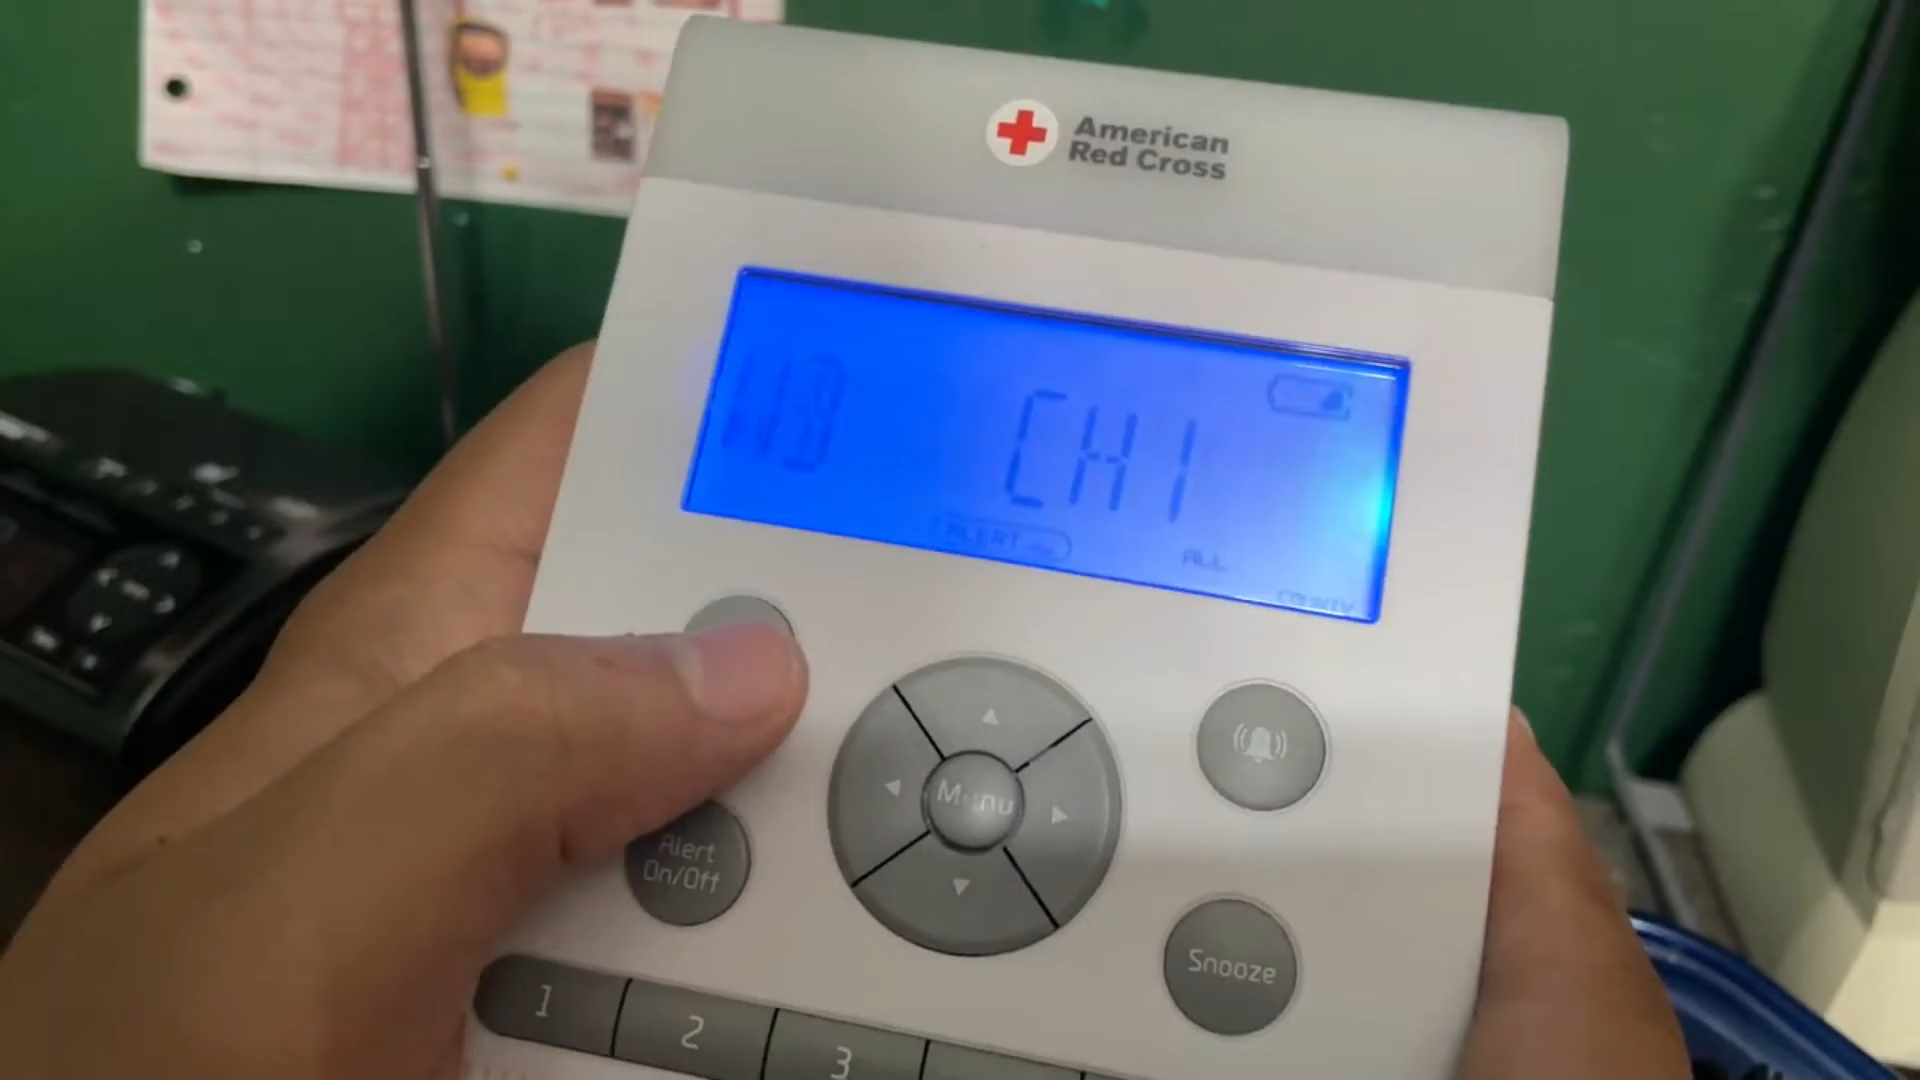 American
Red Cross
WB
CH1
ALERT
ALL
COUNTY
Menu
Alert
On/Off
Snooze
1
2
3